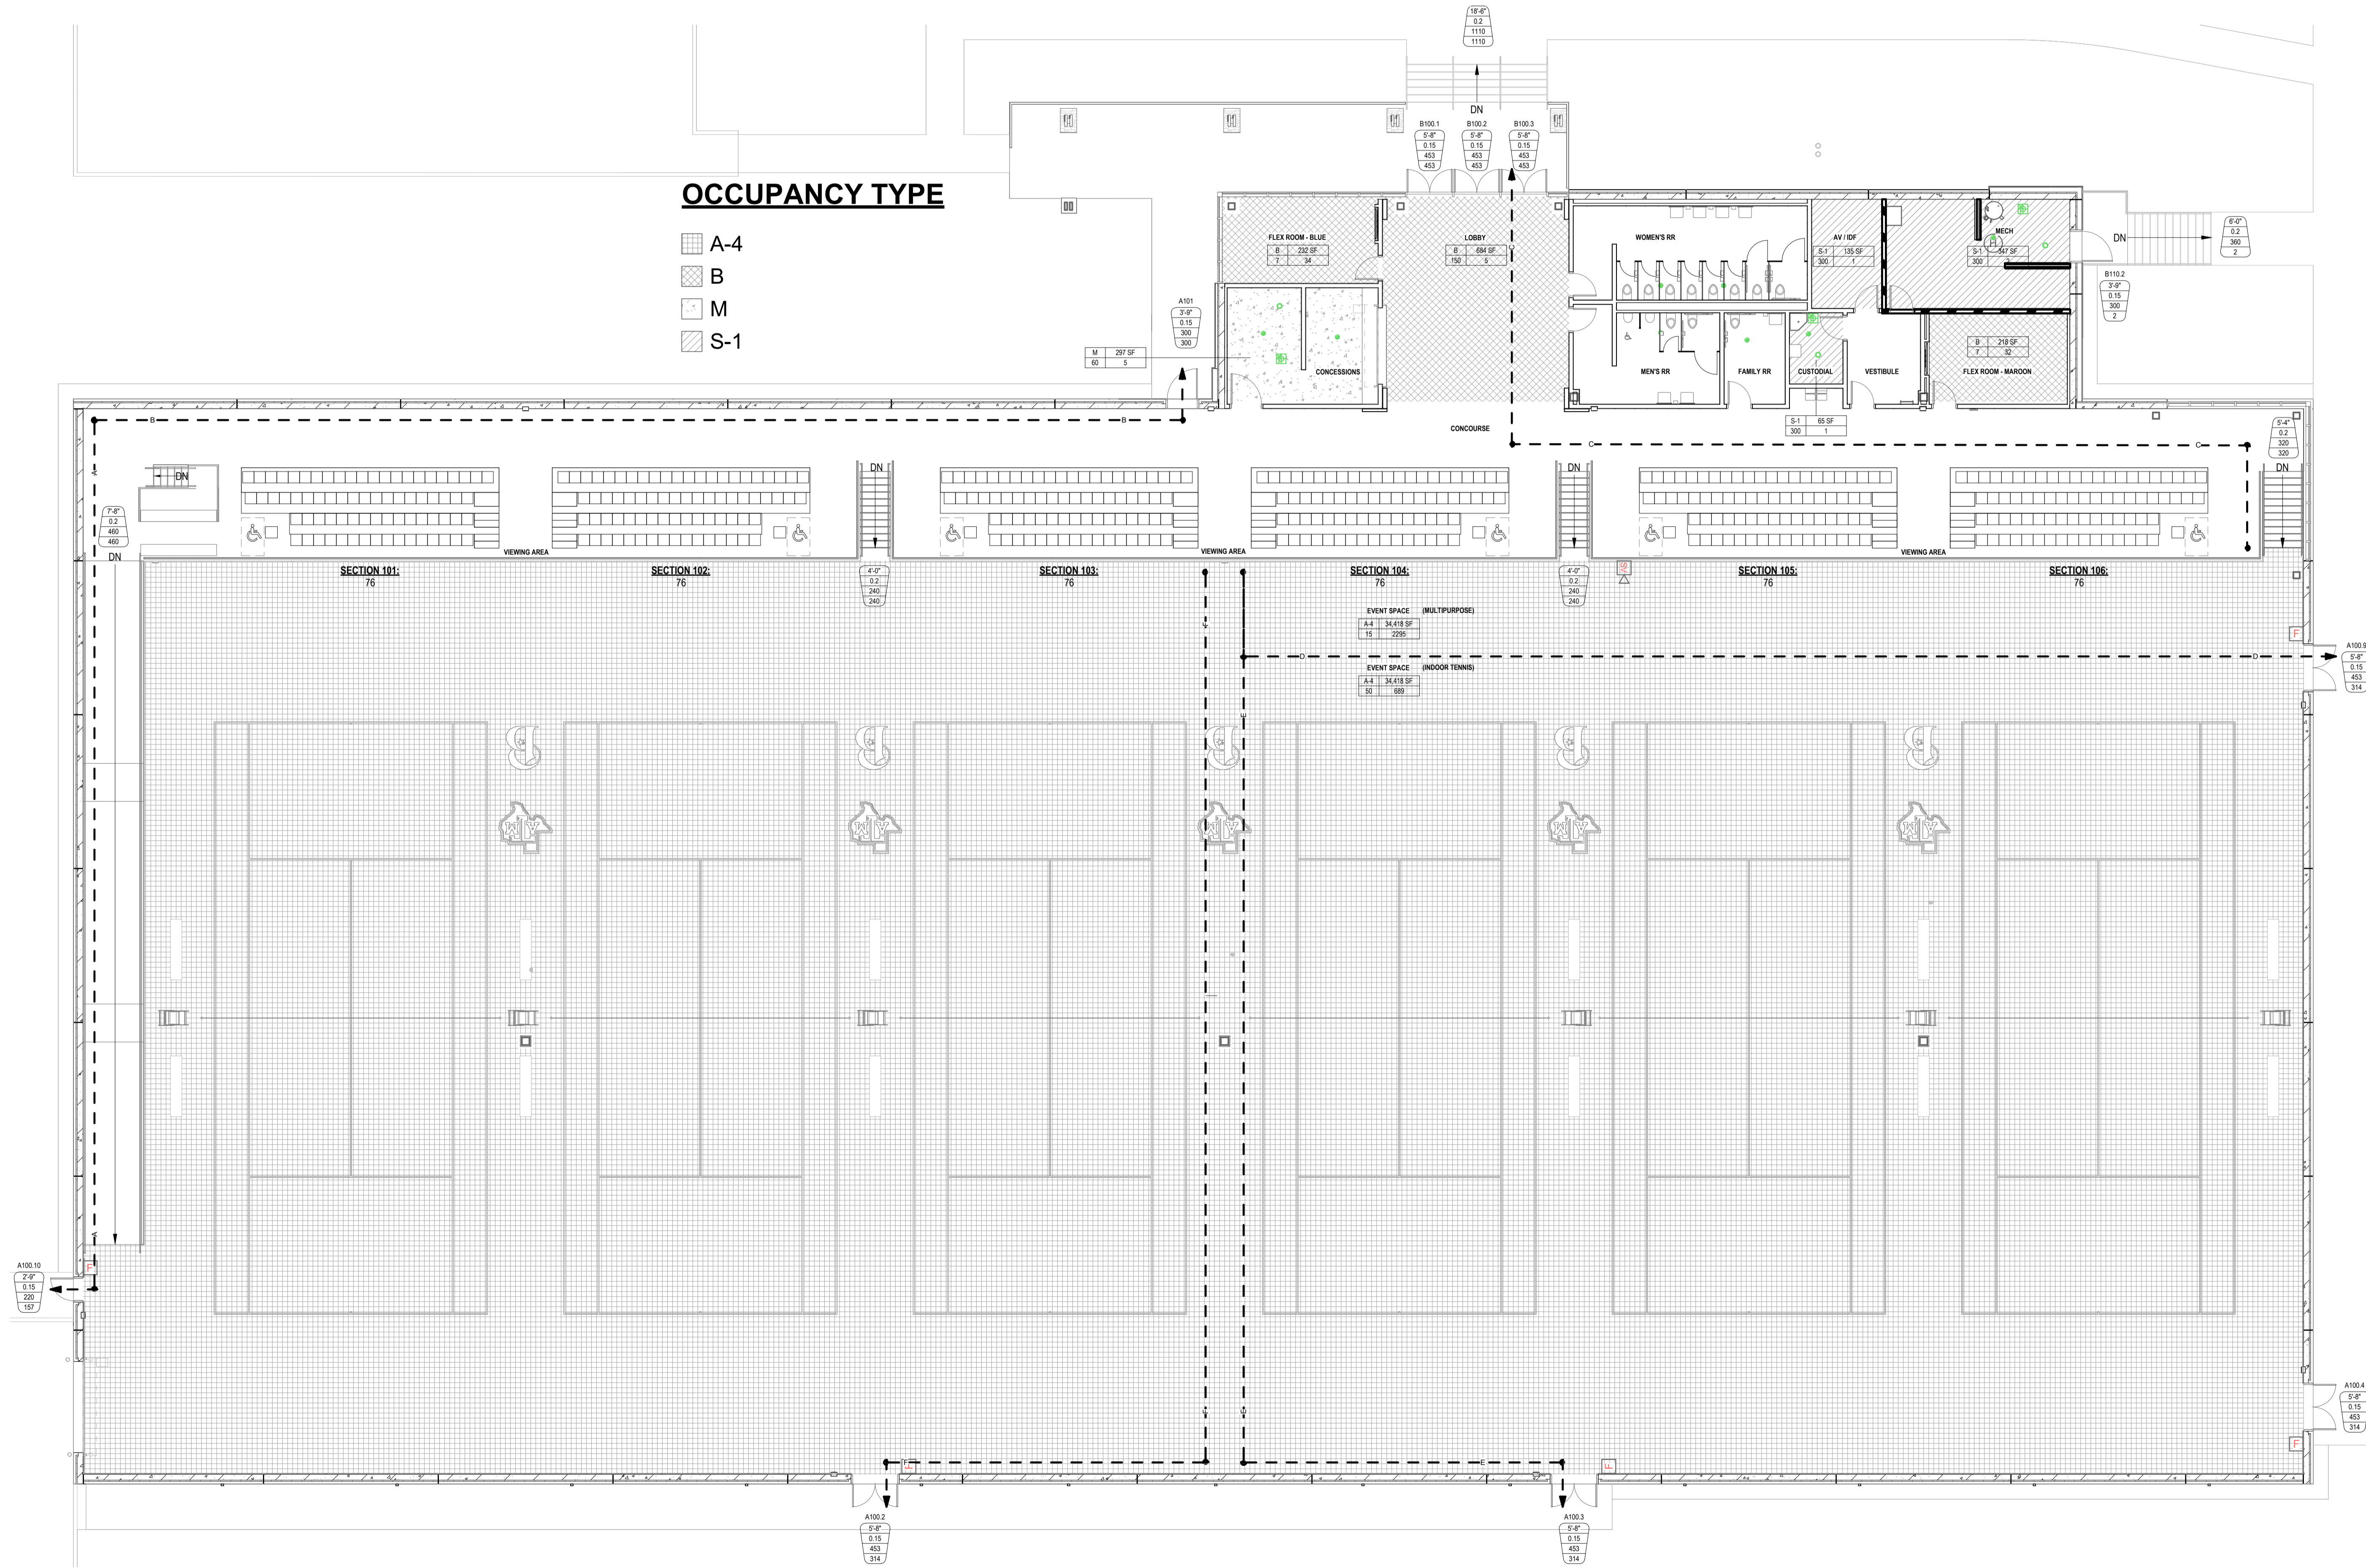 18'-6"
0.2
1110
1110
DN
B100.1
5'-8"
0.15
453
453
B100.2
5'-8"
0.15
453
453
B100.3
5'-8"
0.15
453
453
OCCUPANCY TYPE
A-4
B
M
S-1
FLEX ROOM - BLUE
B 232 SF
7 34
LOBBY
B 684 SF
150 5
WOMEN'S RR
AV / IDF
S-1 135 SF
300 1
MECH
S-1 347 SF
300
H
DN
6'-0"
0.2
360
2
B110.2
3'-9"
0.15
300
2
A101
3'-9"
0.15
300
300
M 297 SF
60 5
CONCESSIONS
MEN'S RR
FAMILY RR
CUSTODIAL
VESTIBULE
B 218 SF
7 32
FLEX ROOM - MAROON
S-1 65 SF
300 1
CONCOURSE
B
B
C
C
C
A
5'-4"
0.2
320
320
DN
DN
DN
DN
7'-8"
0.2
460
460
DN
VIEWING AREA
VIEWING AREA
VIEWING AREA
SECTION 101:
76
SECTION 102:
76
4'-0"
0.2
240
240
SECTION 103:
76
SECTION 104:
76
4'-0"
0.2
240
240
SECTION 105:
76
SECTION 106:
76
EVENT SPACE (MULTIPURPOSE)
A-4 34,418 SF
15 2295
EVENT SPACE (INDOOR TENNIS)
A-4 34,418 SF
50 689
F
D
D
E
F
A100.9
5'-8"
0.15
453
314
B
B
B
B
B
ATM
ATM
ATM
ATM
ATM
A
F
A100.10
2'-9"
0.15
220
157
A100.4
5'-8"
0.15
453
314
F
E
F
F
F
E
F
A100.2
5'-8"
0.15
453
314
A100.3
5'-8"
0.15
453
314